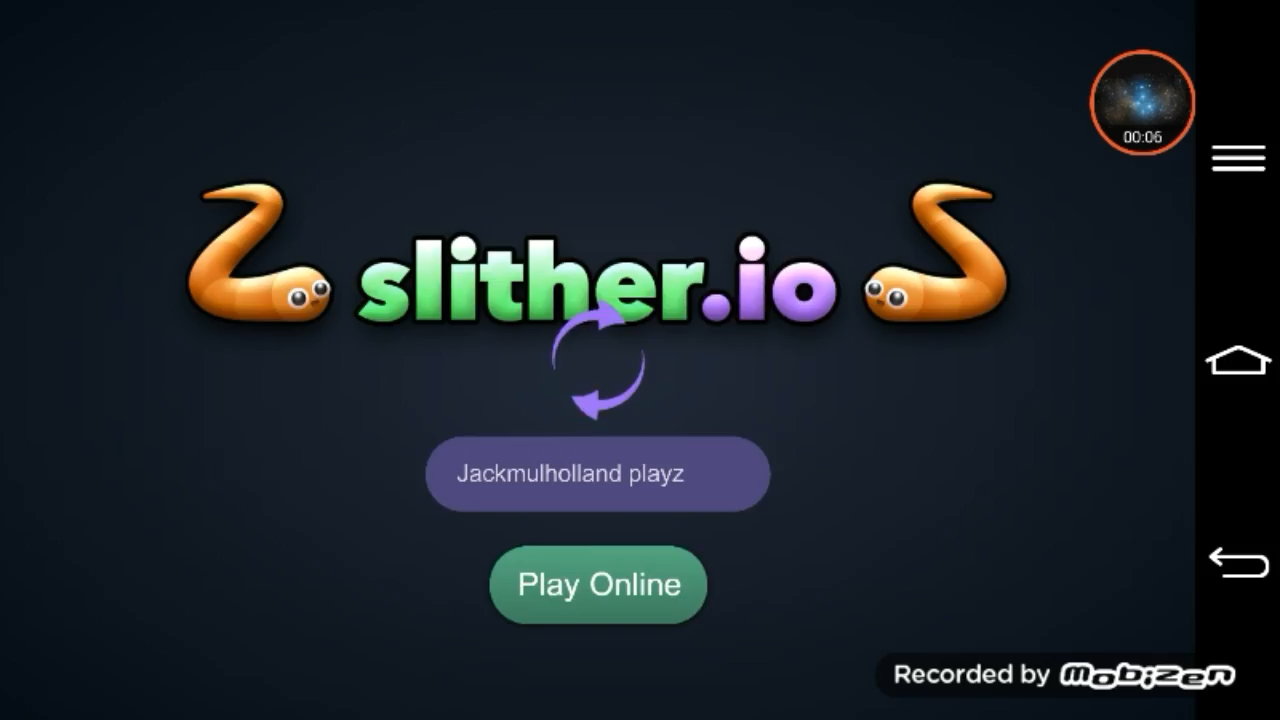 00:06
slither.io
Jackmulholland playz
Play Online
Recorded by Mobizen